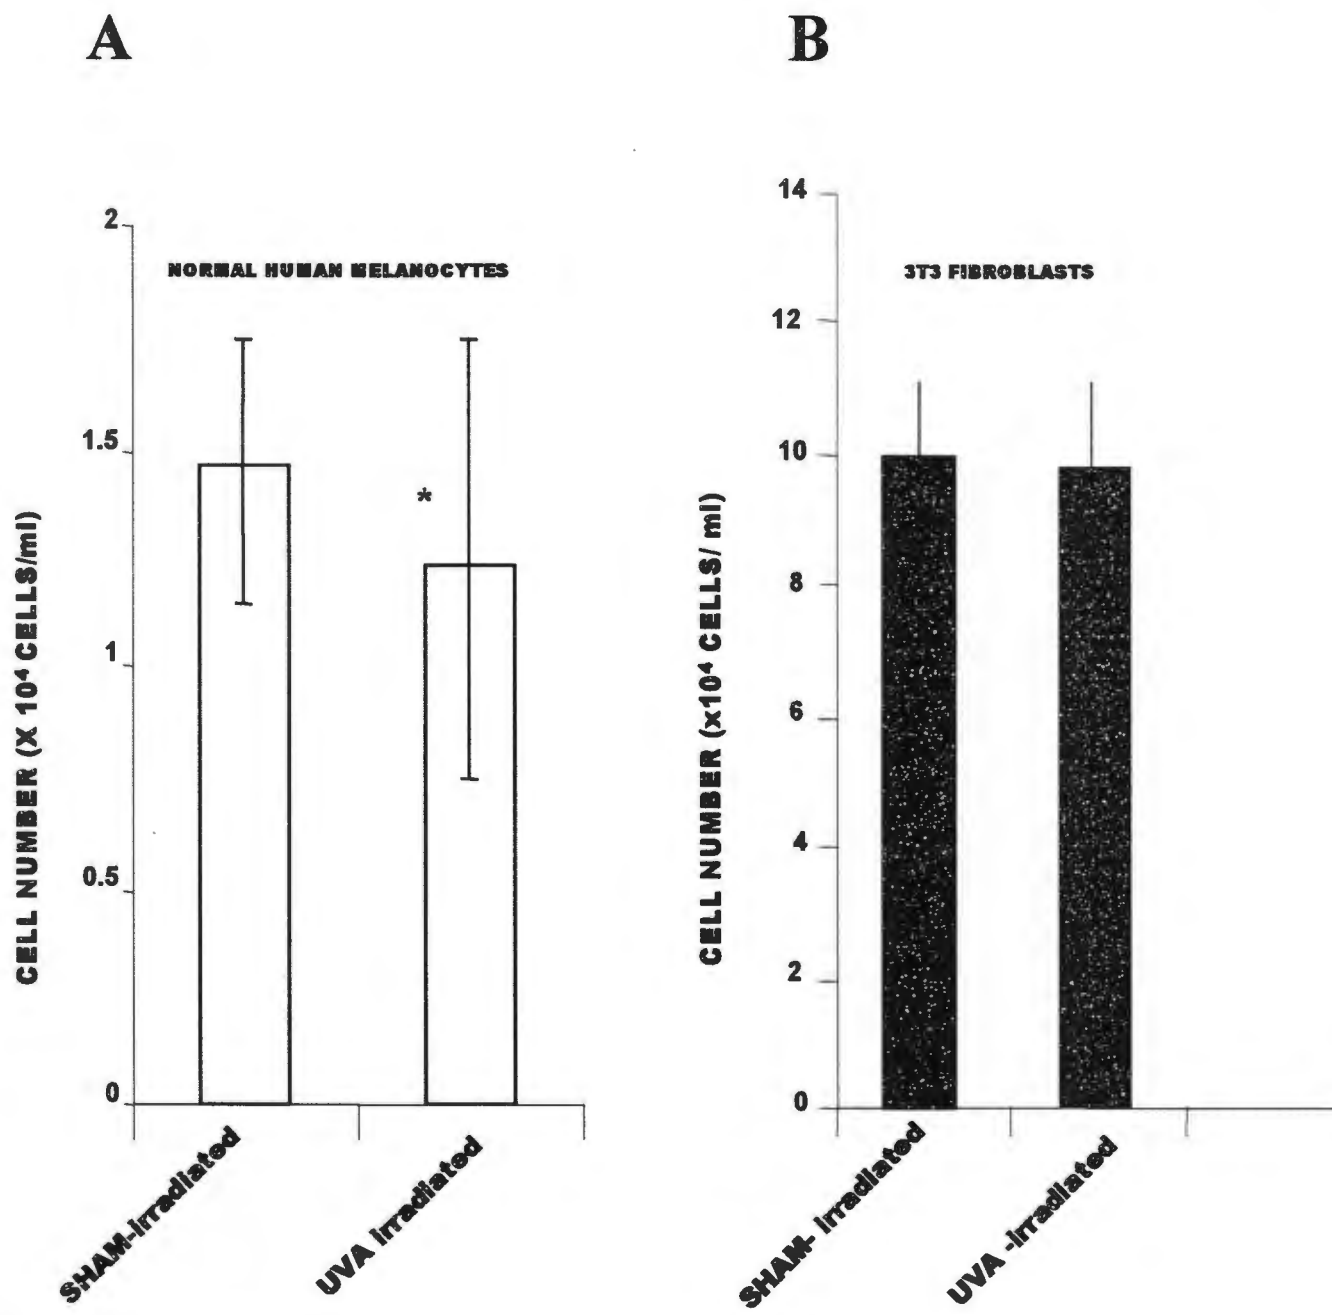 A
B
2
1.5
1
0.5
0
NORMAL HUMAN MELANOCYTES
*
CELL NUMBER (X 10⁴ CELLS/ml)
SHAM-irradiated
UVA irradiated
14
12
10
8
6
4
2
0
3T3 FIBROBLASTS
CELL NUMBER (x10⁴ CELLS/ ml)
SHAM- irradiated
UVA -irradiated